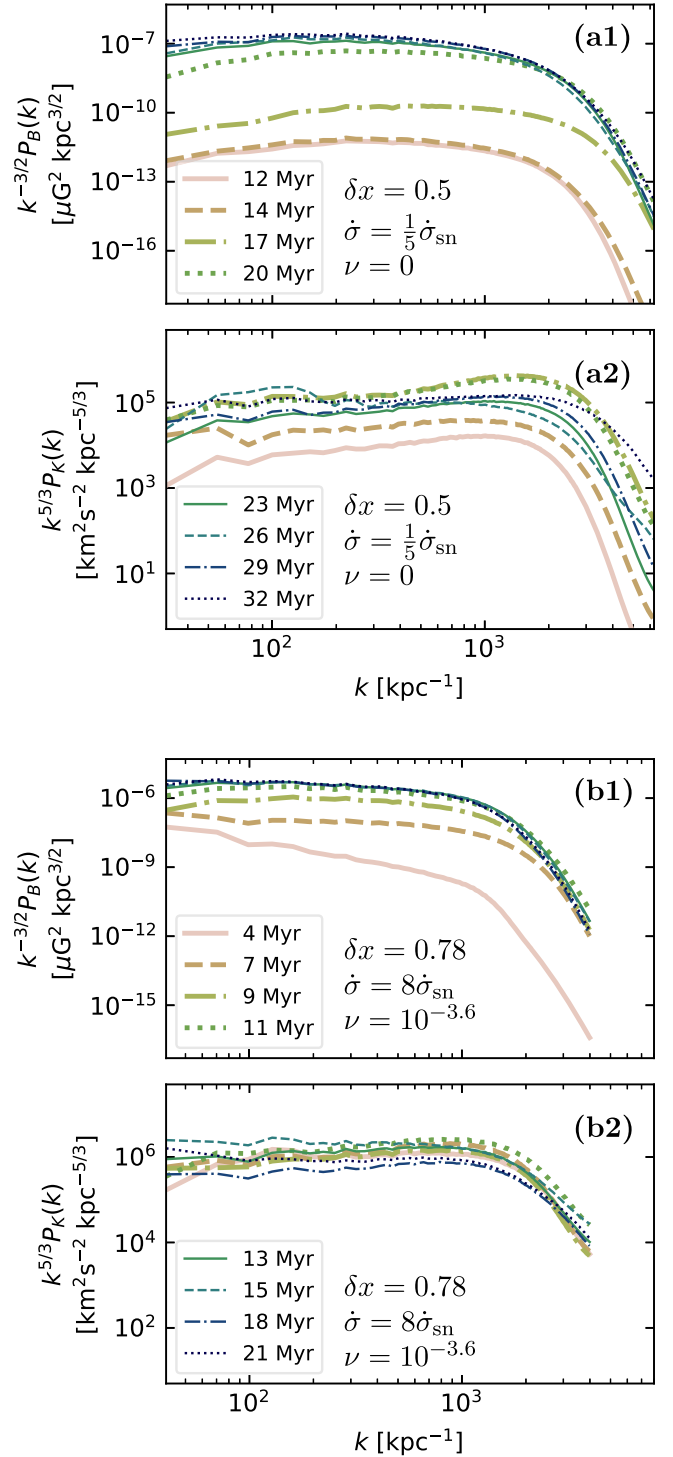 (a1)
10^{-7}
10^{-10}
10^{-13}
10^{-16}
k^{-3/2}P_B(k)
[μG^2 kpc^{3/2}]
12 Myr
14 Myr
17 Myr
20 Myr
δx = 0.5
σ̇ = \frac{1}{5}σ̇_{sn}
ν = 0
(a2)
10^5
10^3
10^1
k^{5/3}P_K(k)
[km^2s^{-2} kpc^{-5/3}]
23 Myr
26 Myr
29 Myr
32 Myr
δx = 0.5
σ̇ = \frac{1}{5}σ̇_{sn}
ν = 0
10^2
10^3
k [kpc^{-1}]
(b1)
10^{-6}
10^{-9}
10^{-12}
10^{-15}
k^{-3/2}P_B(k)
[μG^2 kpc^{3/2}]
4 Myr
7 Myr
9 Myr
11 Myr
δx = 0.78
σ̇ = 8σ̇_{sn}
ν = 10^{-3.6}
(b2)
10^6
10^4
10^2
k^{5/3}P_K(k)
[km^2s^{-2} kpc^{-5/3}]
13 Myr
15 Myr
18 Myr
21 Myr
δx = 0.78
σ̇ = 8σ̇_{sn}
ν = 10^{-3.6}
10^2
10^3
k [kpc^{-1}]